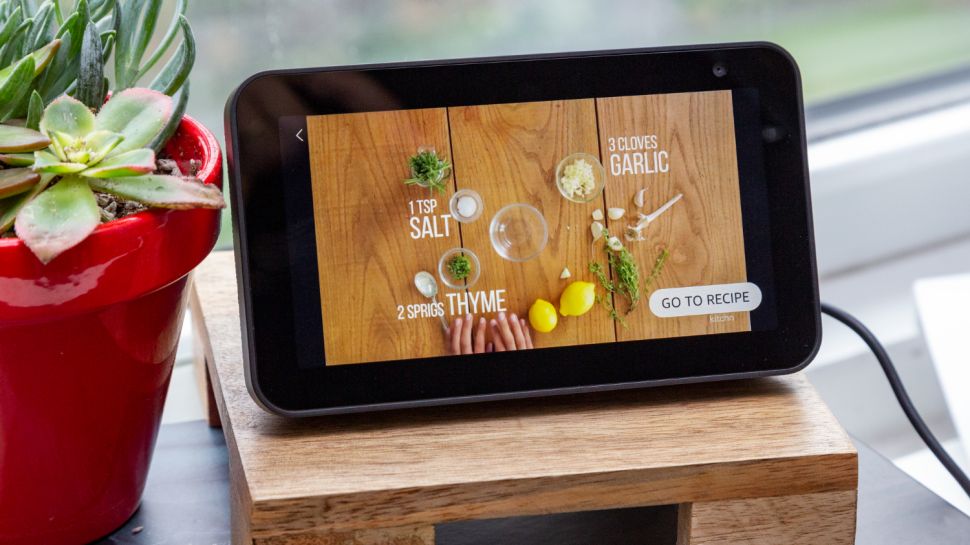 <
3 CLOVES
GARLIC
1 TSP
SALT
2 SPRIGS THYME
GO TO RECIPE
kitchn